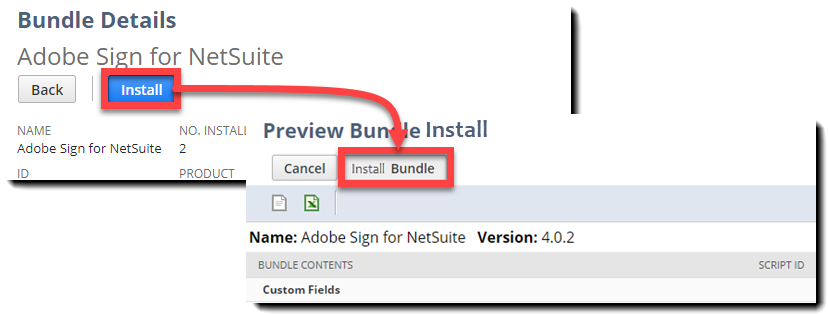 Bundle Details
Adobe Sign for NetSuite
Back Install
NAME NO. INSTALL
Adobe Sign for NetSuite 2
ID PRODUCT
Preview Bundle Install
Cancel Install Bundle
Name: Adobe Sign for NetSuite Version: 4.0.2
BUNDLE CONTENTS SCRIPT ID
Custom Fields